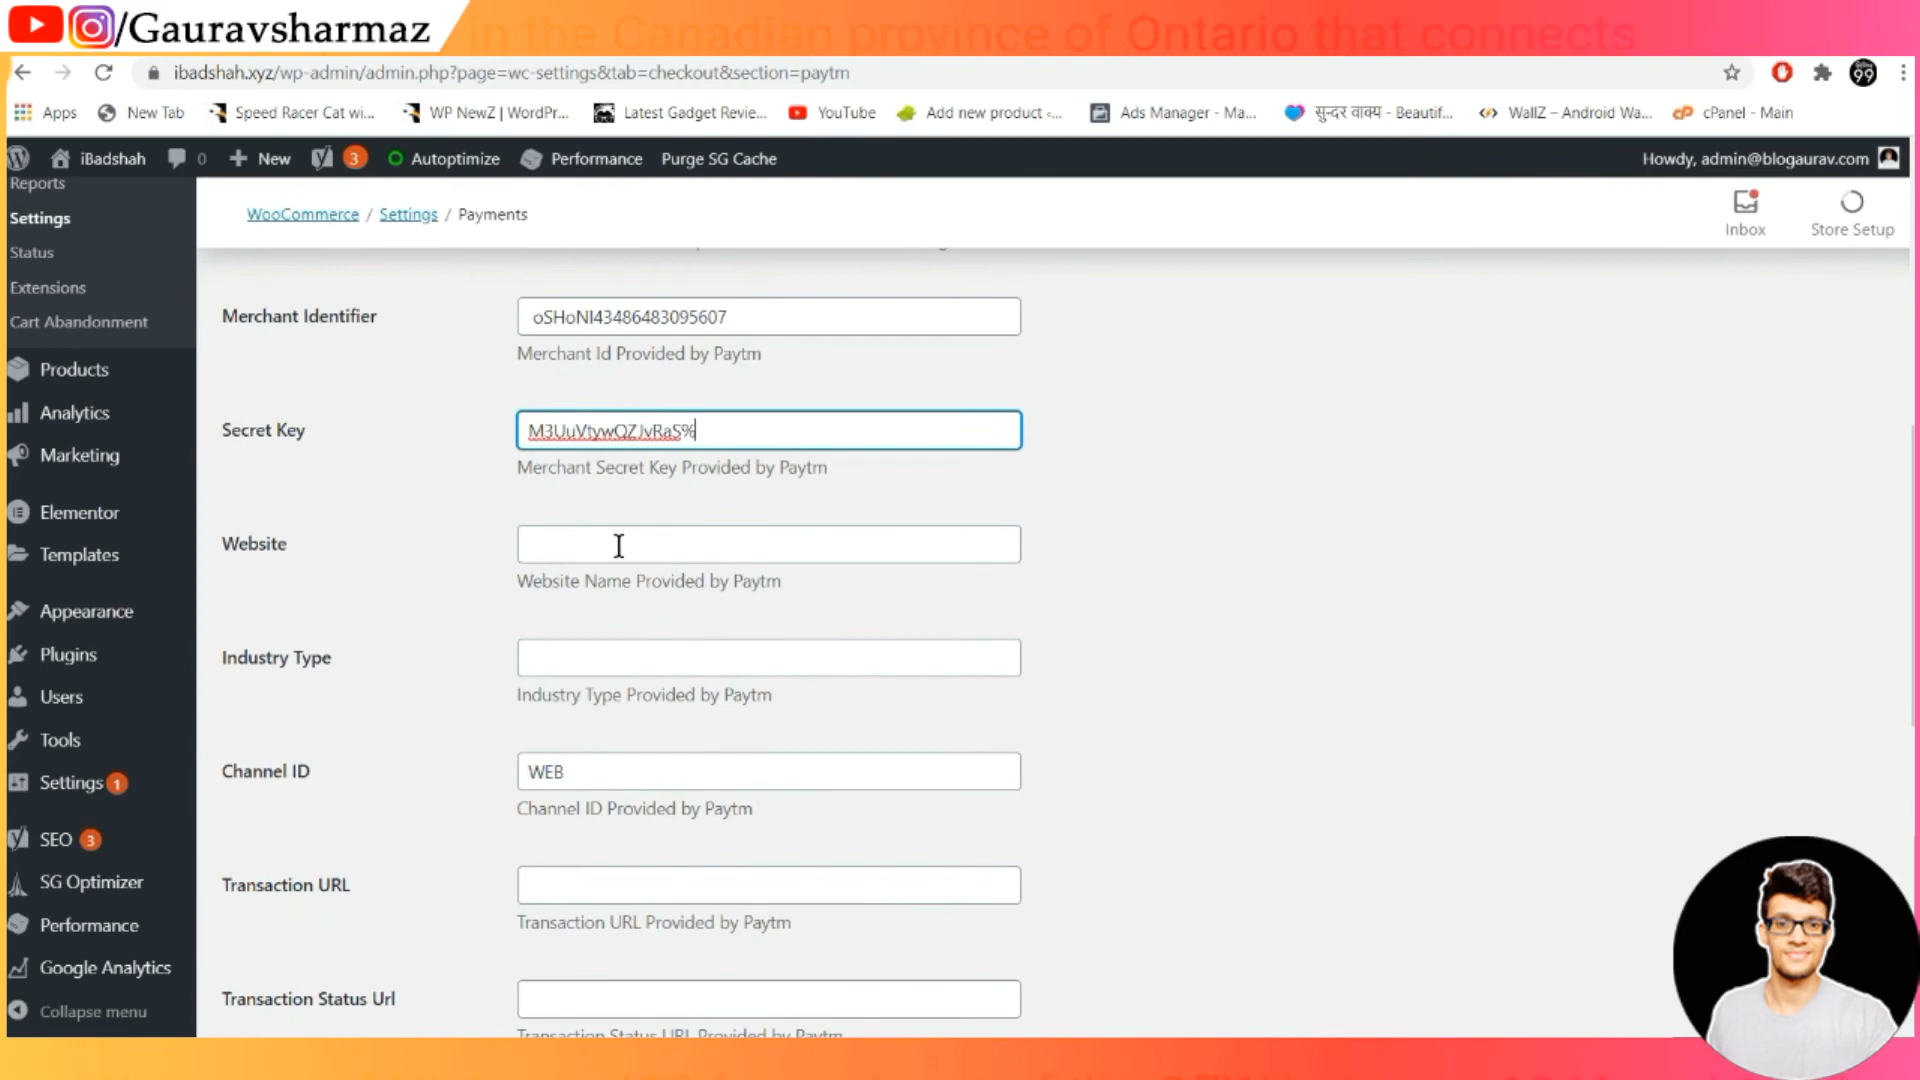 /Gauravsharmaz
in the Canadian province of Ontario that connects
ibadshah.xyz/wp-admin/admin.php?page=wc-settings&tab=checkout&section=paytm
Apps New Tab Speed Racer Cat wi... WP NewZ | WordPr... Latest Gadget Revie... YouTube Add new product <... Ads Manager - Ma... सुन्दर वाक्य - Beautif... WallZ – Android Wa... cPanel - Main
iBadshah 0 New 3 Autoptimize Performance Purge SG Cache Howdy, admin@blogaurav.com
Reports
Settings
Status
Extensions
Cart Abandonment
Products
Analytics
Marketing
Elementor
Templates
Appearance
Plugins
Users
Tools
Settings 1
SEO 3
SG Optimizer
Performance
Google Analytics
Collapse menu
WooCommerce / Settings / Payments
Inbox
Store Setup
Merchant Identifier
oSHoNI43486483095607
Merchant Id Provided by Paytm
Secret Key
M3UuVtywQZJvRaS%
Merchant Secret Key Provided by Paytm
Website
Website Name Provided by Paytm
Industry Type
Industry Type Provided by Paytm
Channel ID
WEB
Channel ID Provided by Paytm
Transaction URL
Transaction URL Provided by Paytm
Transaction Status Url
Transaction Status URL Provided by Paytm